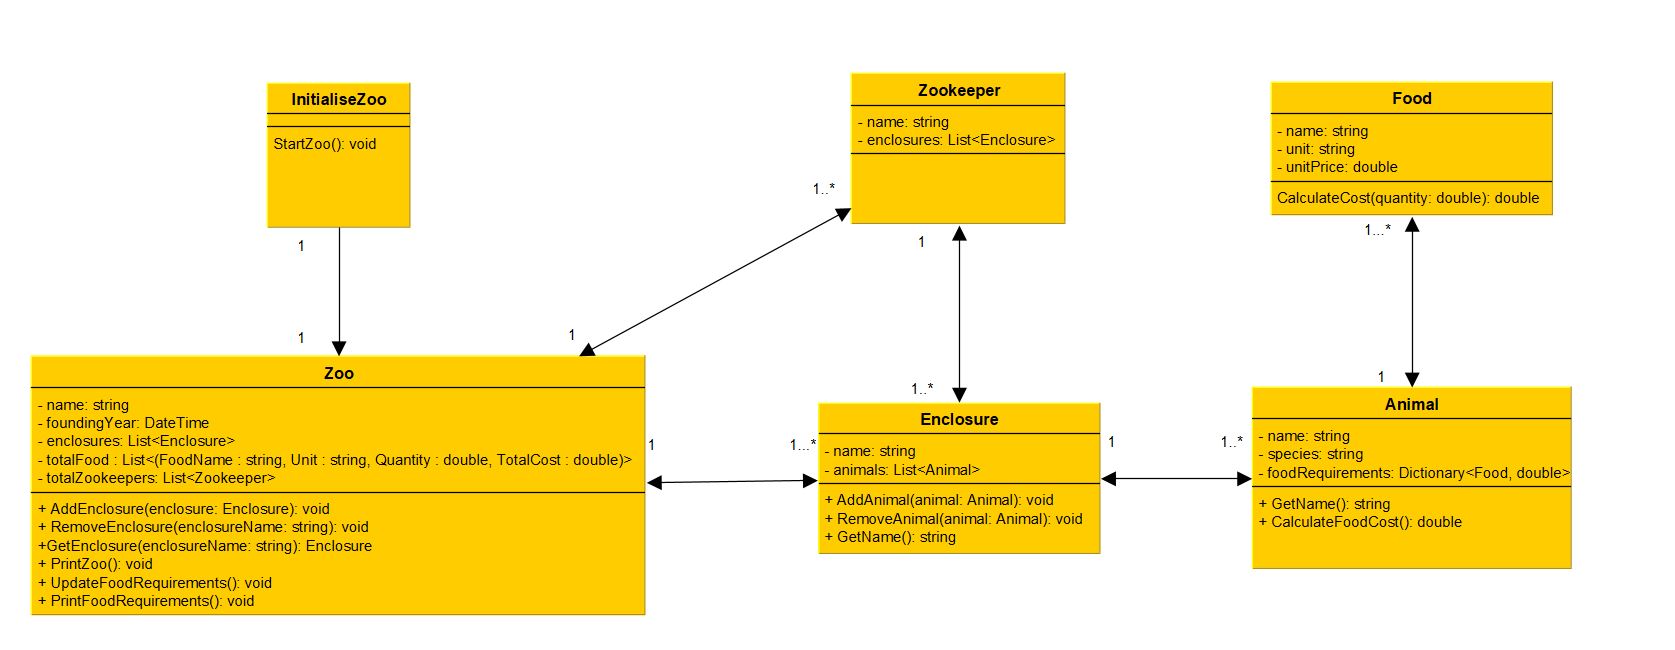 InitialiseZoo
StartZoo(): void
Zookeeper
- name: string
- enclosures: List<Enclosure>
Food
- name: string
- unit: string
- unitPrice: double
CalculateCost(quantity: double): double
1
1
1..*
1
1
1..*
1...*
1
Zoo
- name: string
- foundingYear: DateTime
- enclosures: List<Enclosure>
- totalFood : List<(FoodName : string, Unit : string, Quantity : double, TotalCost : double)>
- totalZookeepers: List<Zookeeper>
+ AddEnclosure(enclosure: Enclosure): void
+ RemoveEnclosure(enclosureName: string): void
+GetEnclosure(enclosureName: string): Enclosure
+ PrintZoo(): void
+ UpdateFoodRequirements(): void
+ PrintFoodRequirements(): void
1
1...*
Enclosure
- name: string
- animals: List<Animal>
+ AddAnimal(animal: Animal): void
+ RemoveAnimal(animal: Animal): void
+ GetName(): string
1
1..*
Animal
- name: string
- species: string
- foodRequirements: Dictionary<Food, double>
+ GetName(): string
+ CalculateFoodCost(): double